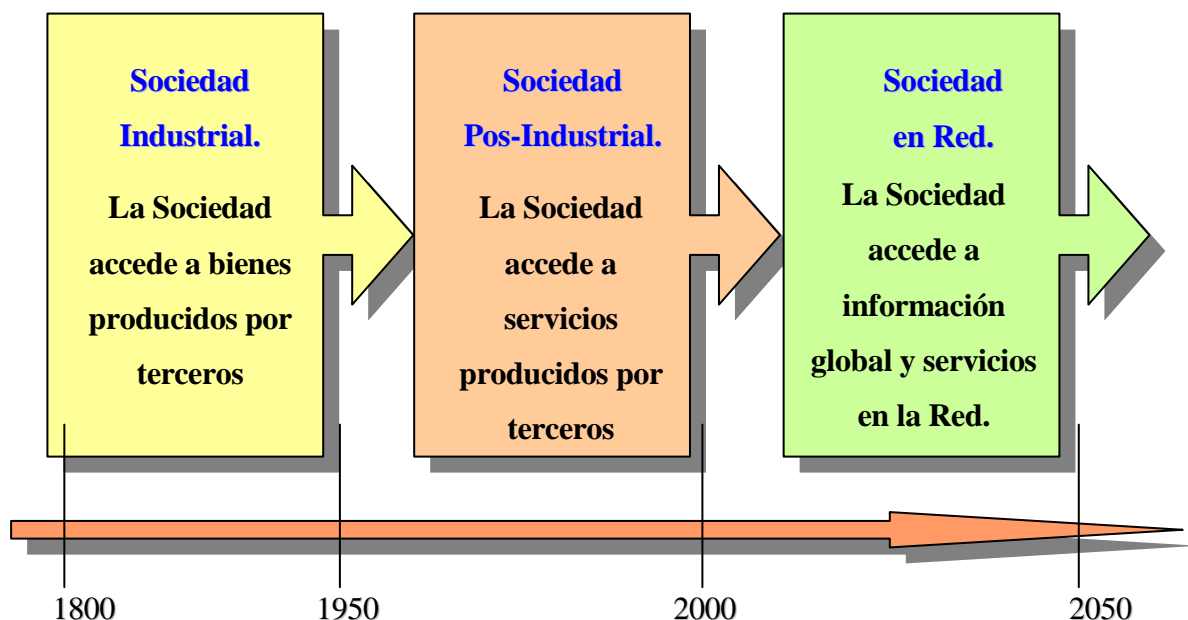 Sociedad
Industrial.
La Sociedad
accede a bienes
producidos por
terceros
Sociedad
Pos-Industrial.
La Sociedad
accede a
servicios
producidos por
terceros
Sociedad
en Red.
La Sociedad
accede a
información
global y servicios
en la Red.
1800
1950
2000
2050